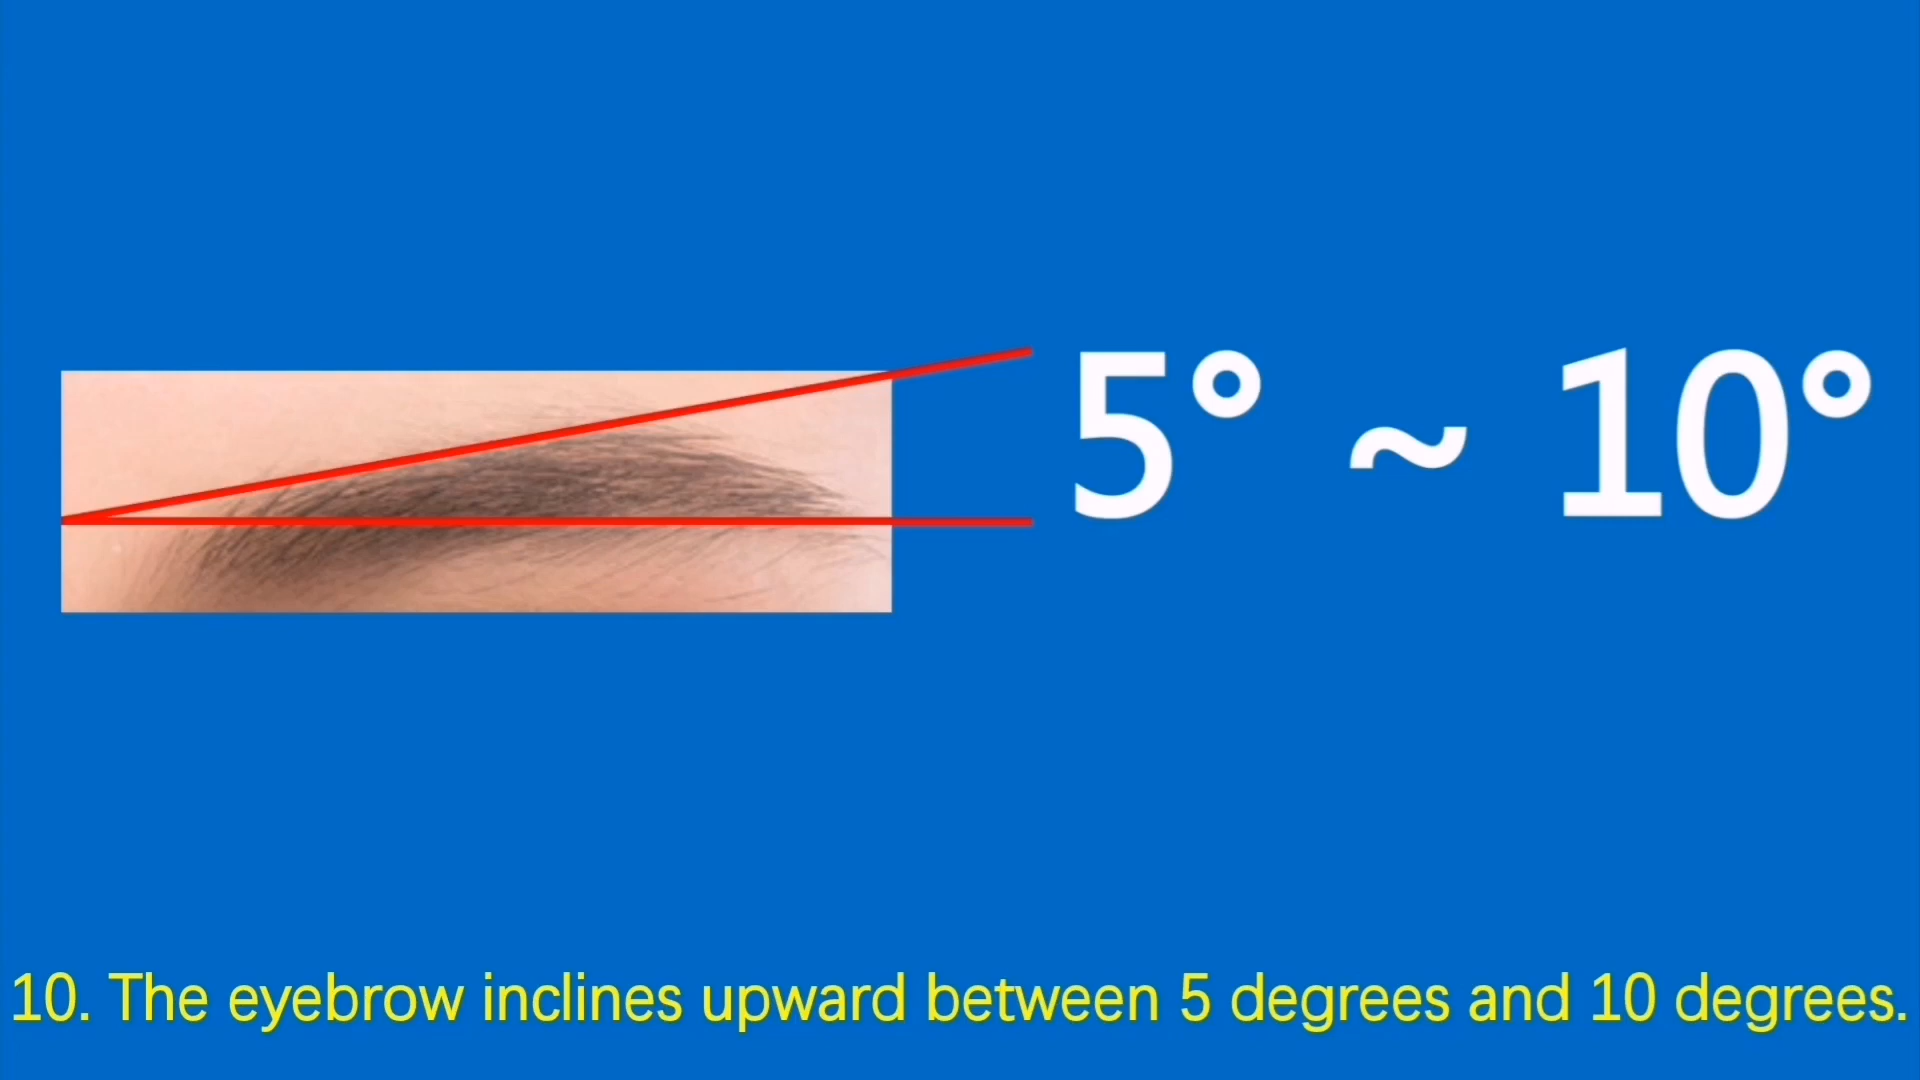 5° ~ 10°
10. The eyebrow inclines upward between 5 degrees and 10 degrees.